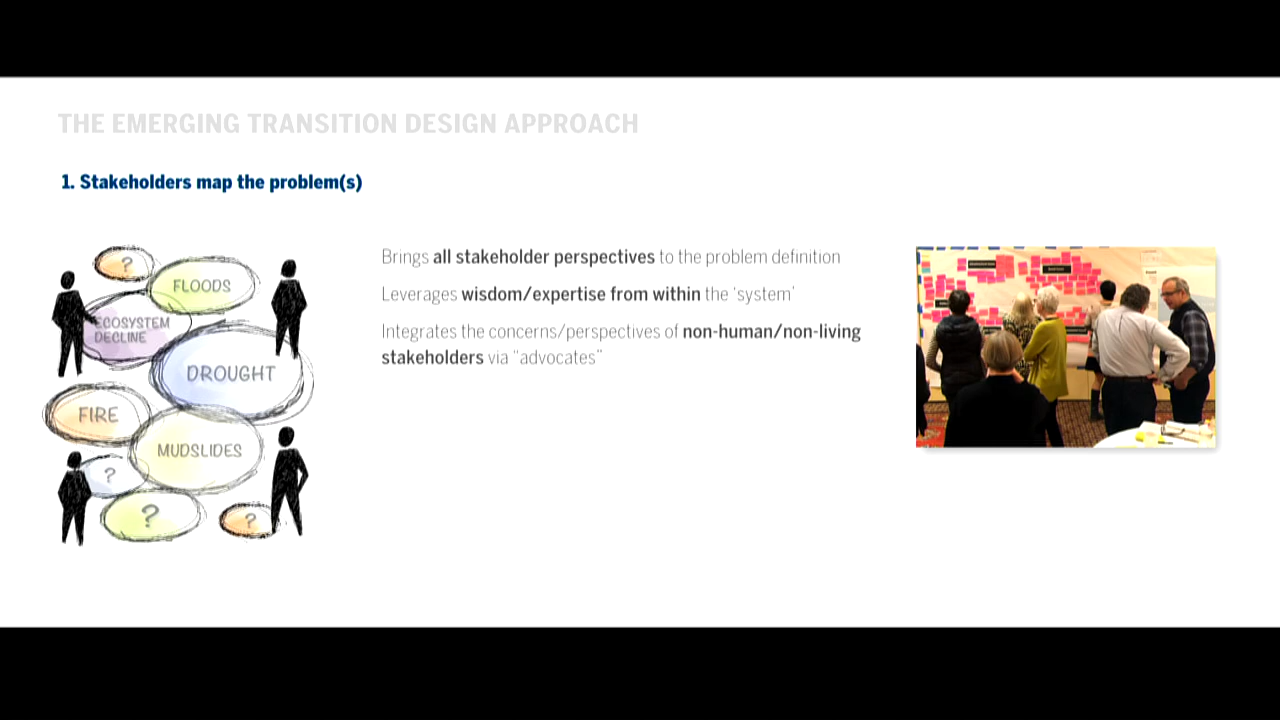 THE EMERGING TRANSITION DESIGN APPROACH
1. Stakeholders map the problem(s)
?
FLOODS
ECOSYSTEM
DECLINE
DROUGHT
FIRE
MUDSLIDES
?
?
?
Brings all stakeholder perspectives to the problem definition
Leverages wisdom/expertise from within the ‘system’
Integrates the concerns/perspectives of non-human/non-living
stakeholders via “advocates”